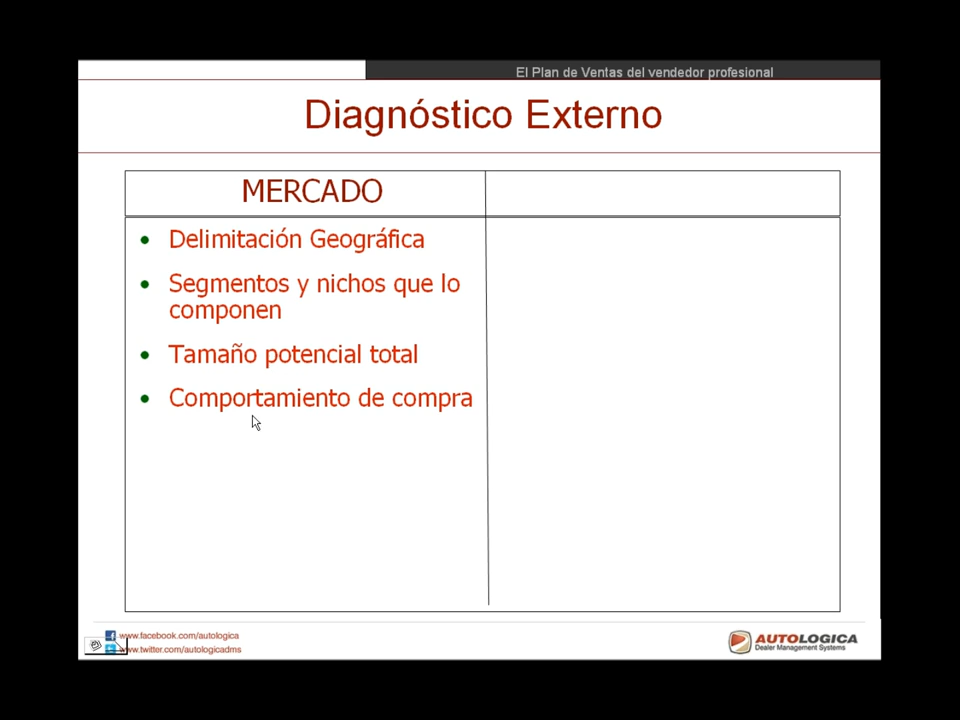 El Plan de Ventas del vendedor profesional
Diagnóstico Externo
MERCADO
Delimitación Geográfica
Segmentos y nichos que lo
componen
Tamaño potencial total
Comportamiento de compra
www.facebook.com/autologica
www.twitter.com/autologicadms
AUTOLOGICA
Dealer Management Systems